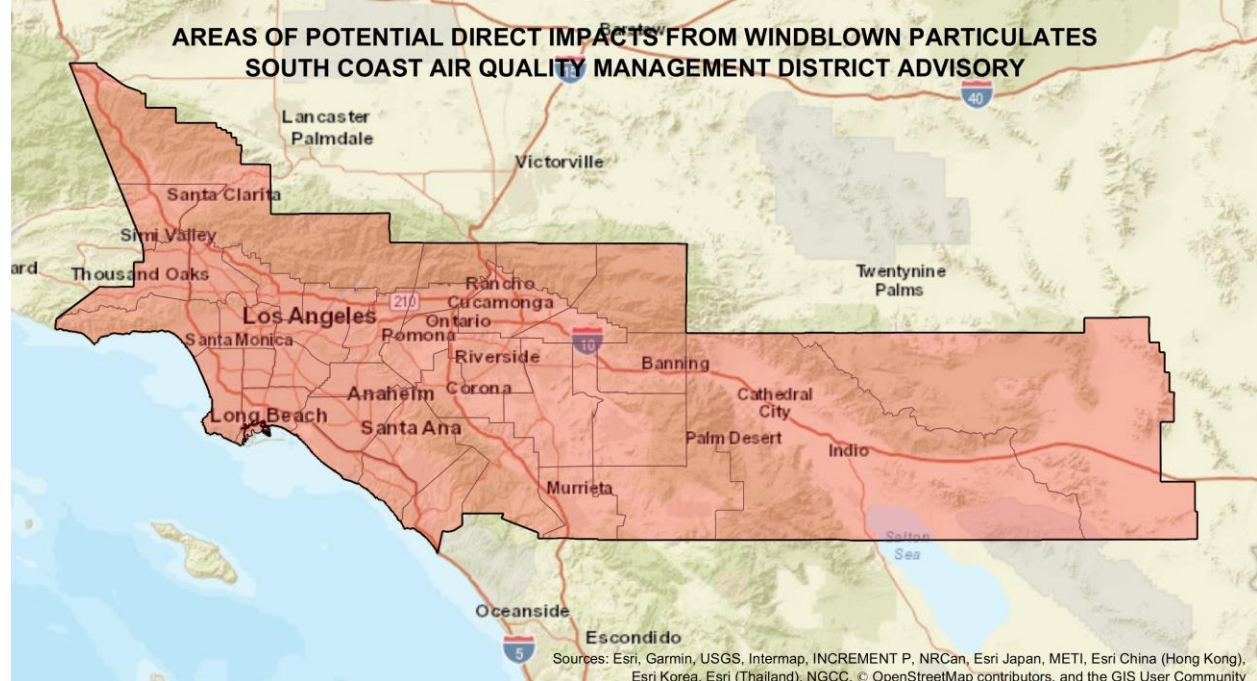 AREAS OF POTENTIAL DIRECT IMPACTS FROM WINDBLOWN PARTICULATES
SOUTH COAST AIR QUALITY MANAGEMENT DISTRICT ADVISORY
Barstow
15
40
Lancaster
Palmdale
Victorville
Santa Clarita
Simi Valley
ard
Thousand Oaks
Twentynine
Palms
210
Rancho
Cucamonga
Los Angeles
Ontario
Santa Monica
Pomona
10
Riverside
Banning
Anaheim
Corona
Cathedral
City
Long Beach
Santa Ana
Palm Desert
Indio
Murrieta
Salton
Sea
Oceanside
Escondido
5
Sources: Esri, Garmin, USGS, Intermap, INCREMENT P, NRCan, Esri Japan, METI, Esri China (Hong Kong),
Esri Korea, Esri (Thailand), NGCC, © OpenStreetMap contributors, and the GIS User Community